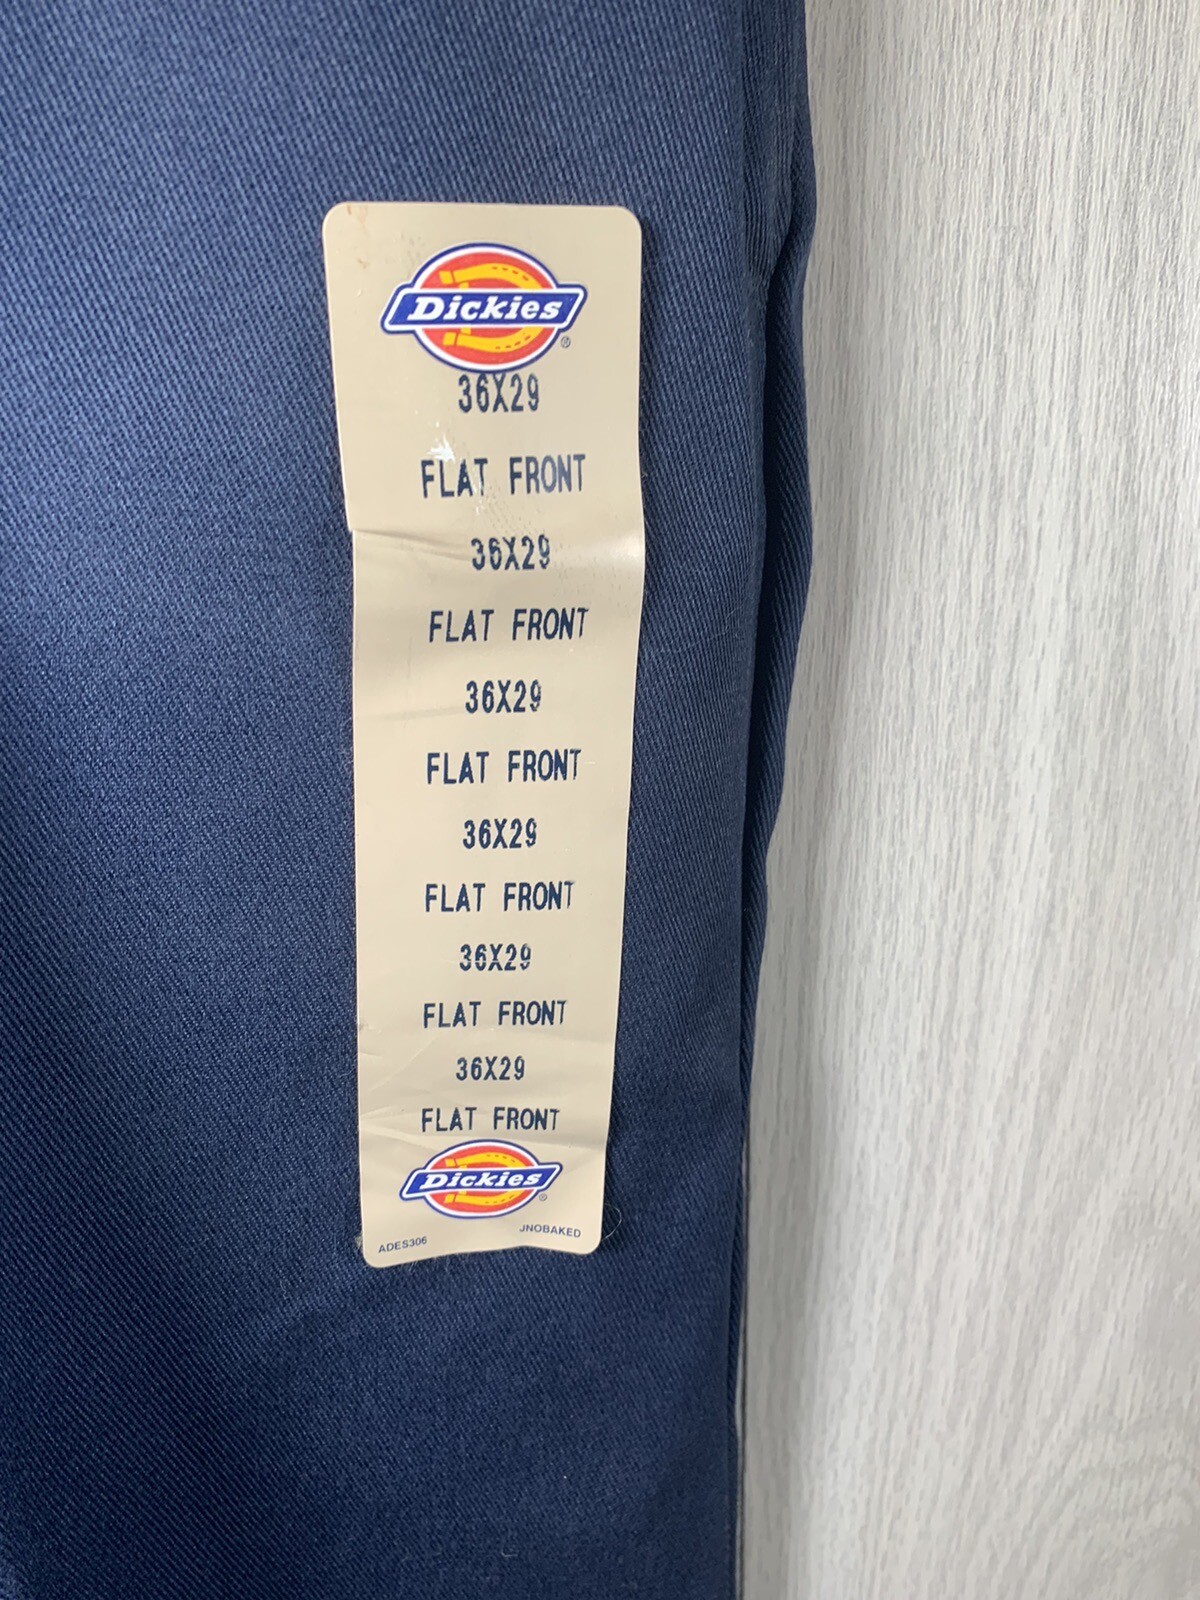 Dickies
®
36X29
FLAT FRONT
36X29
FLAT FRONT
36X29
FLAT FRONT
36X29
FLAT FRONT
36X29
FLAT FRONT
36X29
FLAT FRONT
Dickies
®
ADES306 JNOBAKED